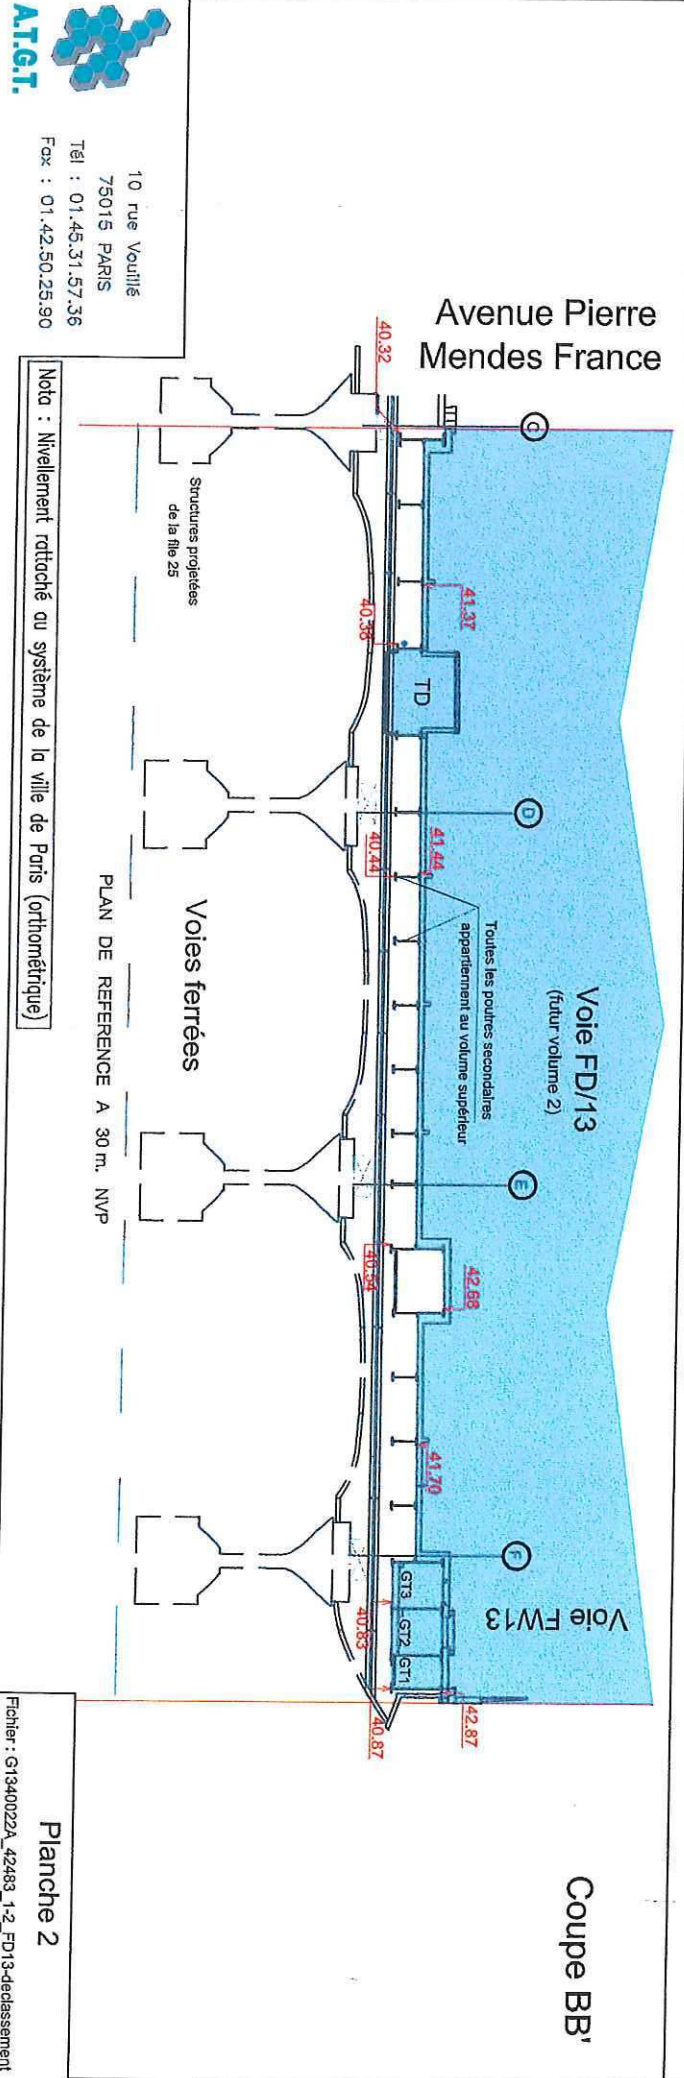 Coupe BB'
Avenue Pierre
Mendes France
C
D
E
F
Voie FD/13
(futur volume 2)
Voie FW13
Toutes les poutres secondaires
appartiennent au volume supérieur
TD
GT3
GT2
GT1
40.32
41.37
40.38
41.44
40.44
42.68
40.54
41.70
40.83
42.87
40.87
Structures projetées
de la file 25
Voies ferrées
PLAN DE REFERENCE A 30 m. NVP
A.T.G.T.
10 rue Vouillé
75015 PARIS
Tél : 01.45.31.57.36
Fax : 01.42.50.25.90
Nota : Nivellement rattaché au système de la ville de Paris (orthométrique)
Planche 2
Fichier : G1340022A_42483_1-2_FD13-declassement